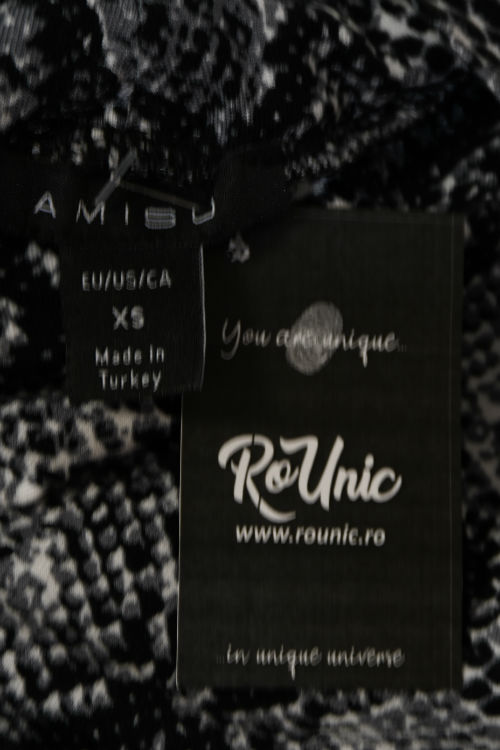 AMISU
EU/US/CA
XS
Made in
Turkey
You are unique...
RoUnic
www.rounic.ro
...in unique universe